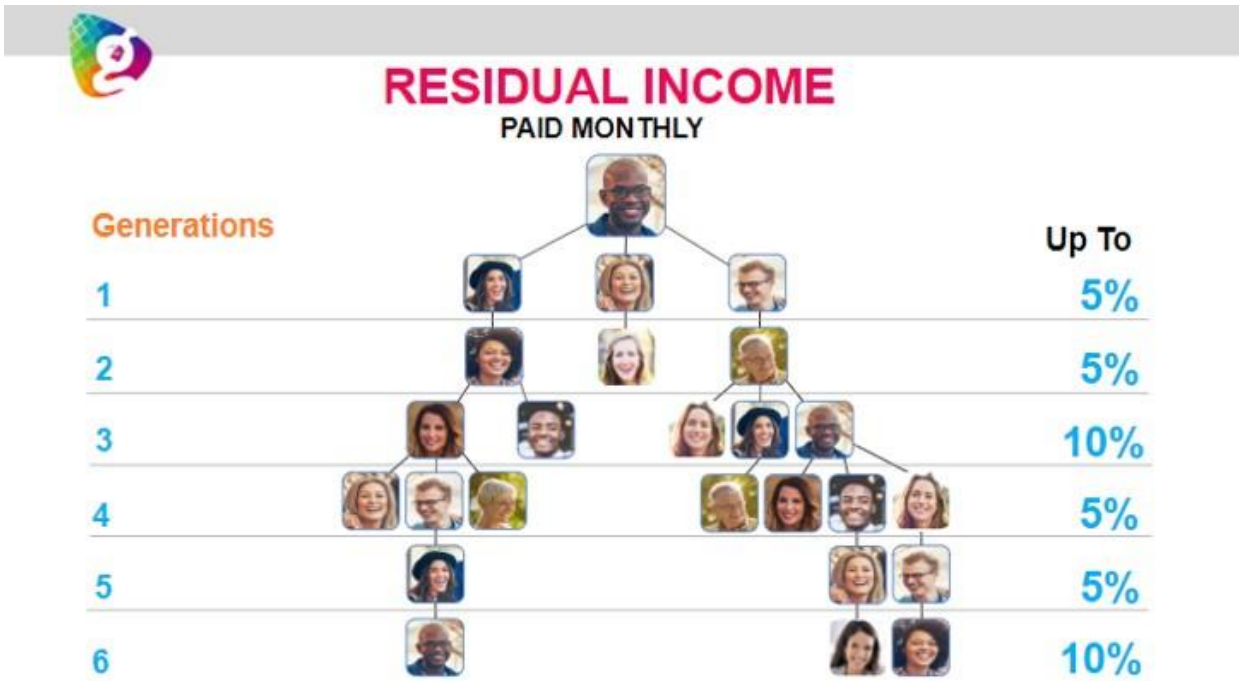 g
RESIDUAL INCOME
PAID MONTHLY
Generations
Up To
1 5%
2 5%
3 10%
4 5%
5 5%
6 10%